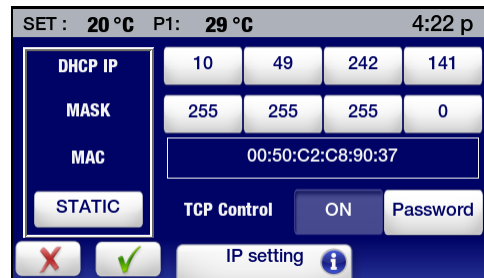 SET : 20 °C P1: 29 °C 4:22 p
DHCP IP 10 49 242 141
MASK 255 255 255 0
MAC 00:50:C2:C8:90:37
STATIC TCP Control ON Password
IP setting i